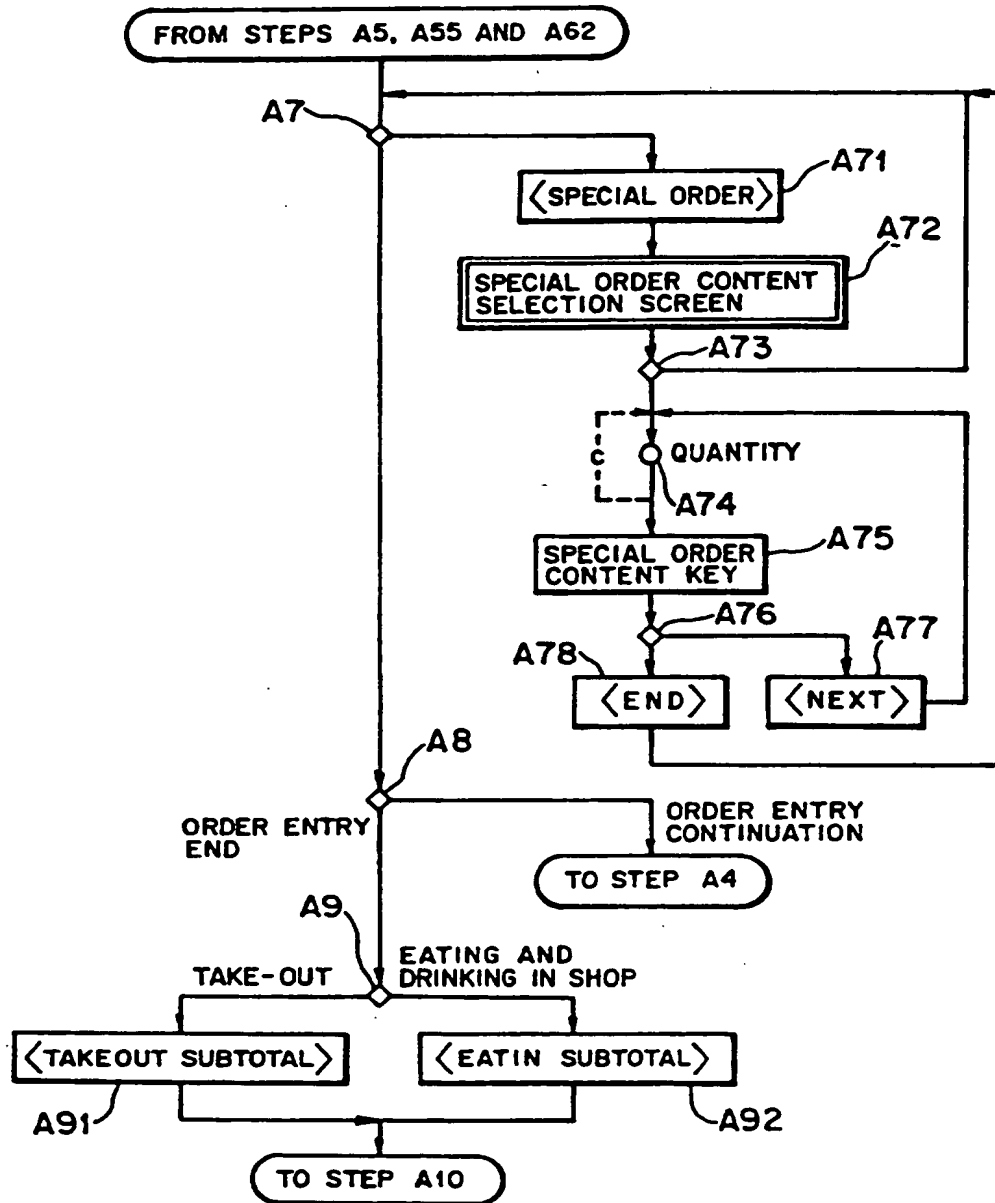 FROM STEPS A5, A55 AND A62
A7
A71
<SPECIAL ORDER>
A72
SPECIAL ORDER CONTENT
SELECTION SCREEN
A73
C
QUANTITY
A74
A75
SPECIAL ORDER
CONTENT KEY
A76
A77
A78
<END>
<NEXT>
A8
ORDER ENTRY
END
ORDER ENTRY
CONTINUATION
TO STEP A4
A9
EATING AND
DRINKING IN SHOP
TAKE-OUT
<TAKEOUT SUBTOTAL>
<EATIN SUBTOTAL>
A91
A92
TO STEP A10